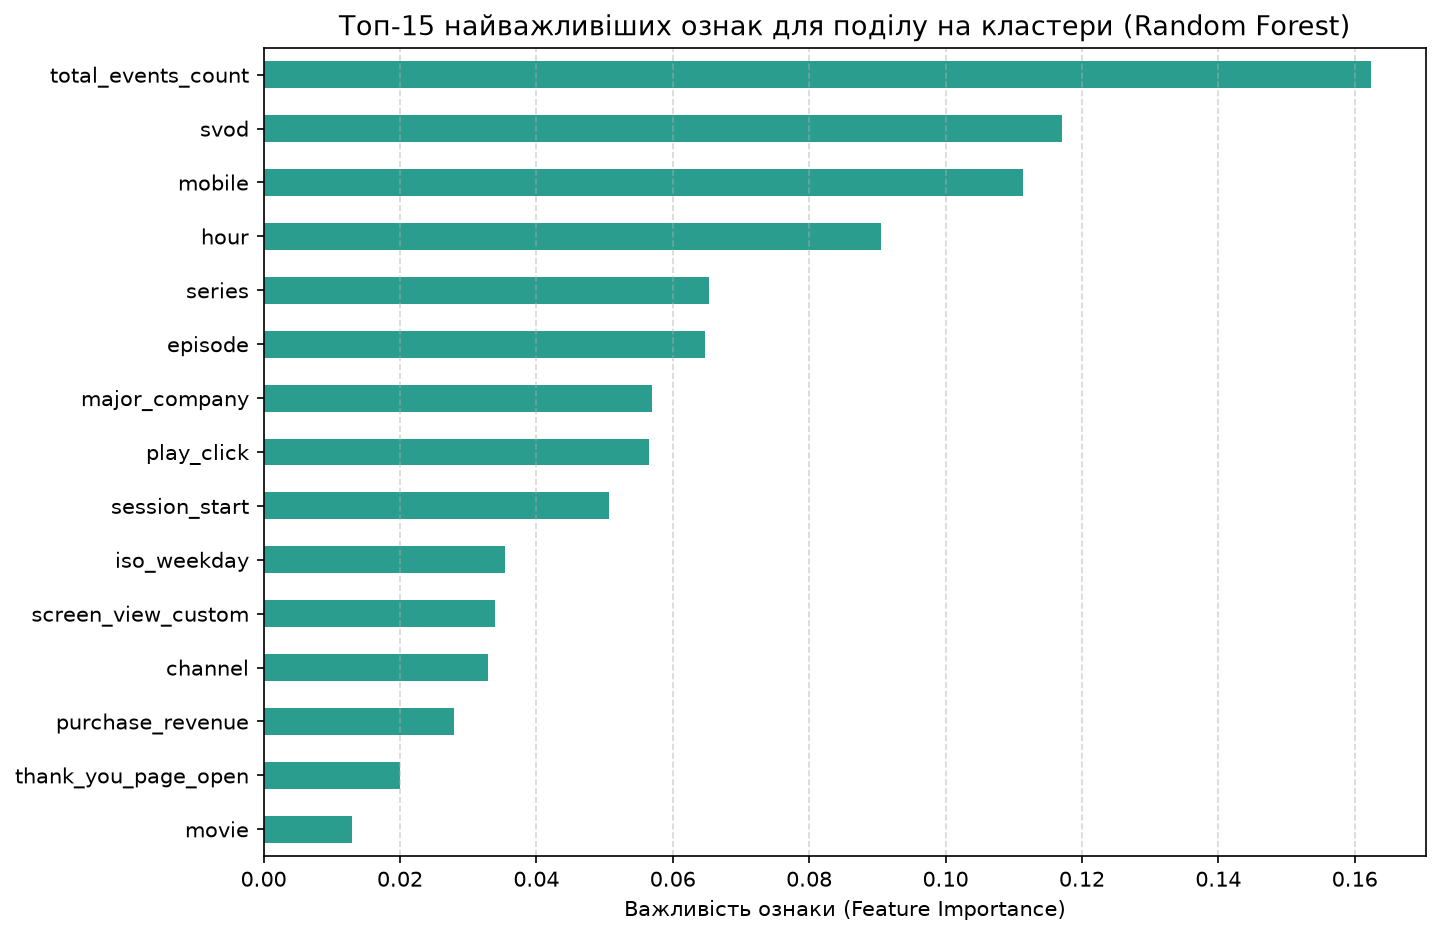 Топ-15 найважливіших ознак для поділу на кластери (Random Forest)
total_events_count
svod
mobile
hour
series
episode
major_company
play_click
session_start
iso_weekday
screen_view_custom
channel
purchase_revenue
thank_you_page_open
movie
0.00 0.02 0.04 0.06 0.08 0.10 0.12 0.14 0.16
Важливість ознаки (Feature Importance)